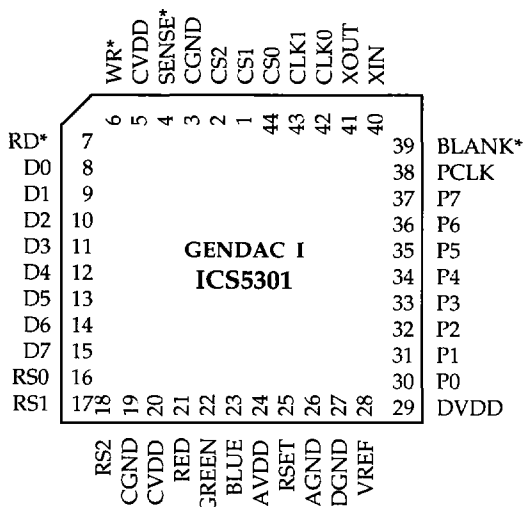 WR*
CVDD
SENSE*
CGND
CS2
CS1
CS0
CLK1
CLK0
XOUT
XIN
6
5
4
3
2
1
44
43
42
41
40
RD* 7
D0 8
D1 9
D2 10
D3 11
D4 12
D5 13
D6 14
D7 15
RS0 16
RS1 17
GENDAC I
ICS5301
39 BLANK*
38 PCLK
37 P7
36 P6
35 P5
34 P4
33 P3
32 P2
31 P1
30 P0
29 DVDD
18
19
20
21
22
23
24
25
26
27
28
RS2
CGND
CVDD
RED
GREEN
BLUE
AVDD
RSET
AGND
DGND
VREF